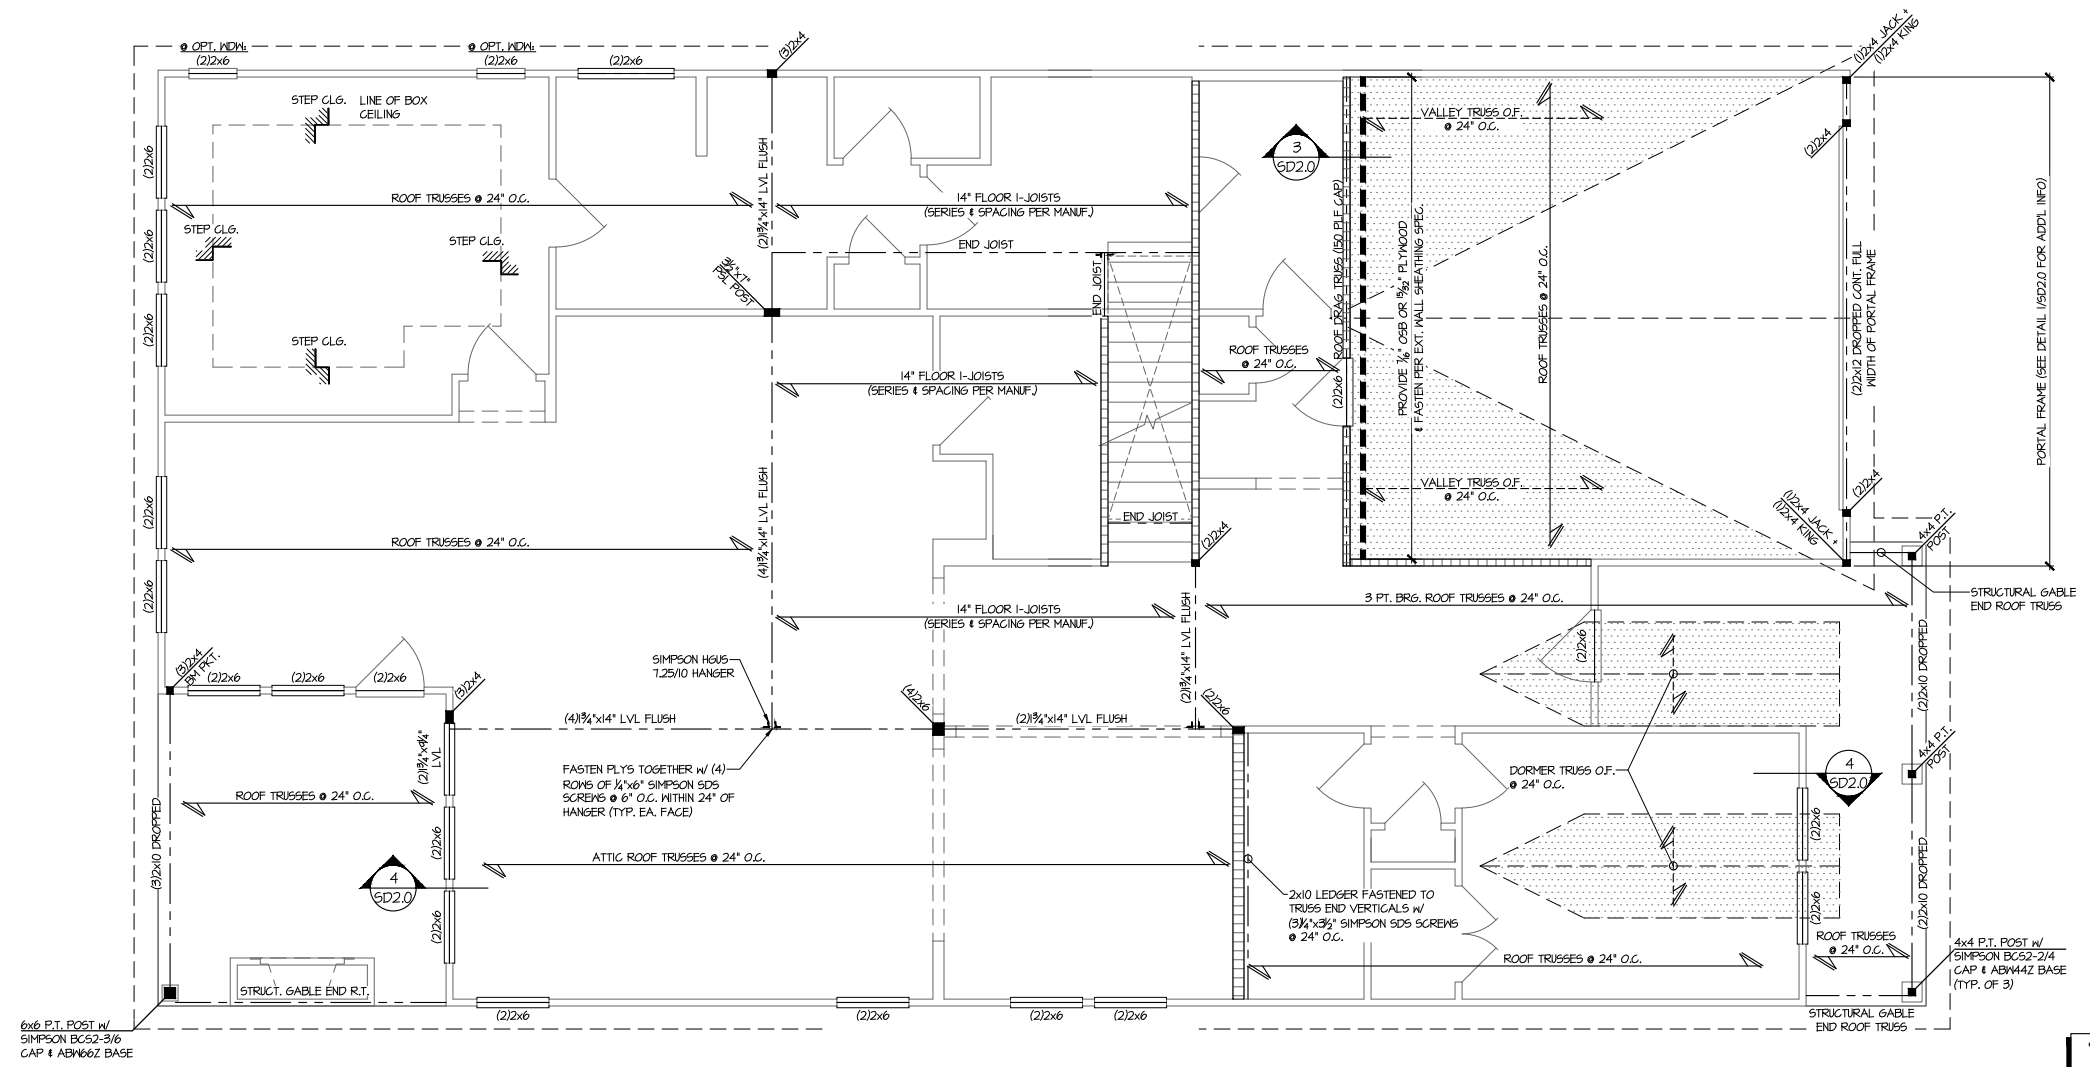 @ OPT. WDW:
(2)2x6
@ OPT. WDW:
(2)2x6
(2)2x6
(3)2x4
(1)2x4 JACK +
(1)2x4 KING
STEP CLG.
LINE OF BOX
CEILING
(2)2x6
(2)1¾"x14" LVL FLUSH
3
SD2.0
VALLEY TRUSS O.F.
@ 24" O.C.
(2)2x4
ROOF TRUSSES @ 24" O.C.
14" FLOOR I-JOISTS
(SERIES & SPACING PER MANUF.)
STEP CLG.
STEP CLG.
(2)2x6
END JOIST
END JOIST
3½"x7"
PSL POST
ROOF DRAG TRUSS (150 PLF CAP)
PROVIDE 7/16" OSB OR 15/32" PLYWOOD
& FASTEN PER EXT. WALL SHEATHING SPEC.
ROOF TRUSSES @ 24" O.C.
(2)2x12 DROPPED CONT. FULL
WIDTH OF PORTAL FRAME
PORTAL FRAME (SEE DETAIL 1/SD2.0 FOR ADD'L INFO)
(2)2x6
STEP CLG.
14" FLOOR I-JOISTS
(SERIES & SPACING PER MANUF.)
ROOF TRUSSES
@ 24" O.C.
(2)2x6
(2)2x6
(4)1¾"x14" LVL FLUSH
ROOF TRUSSES @ 24" O.C.
END JOIST
(2)2x4
VALLEY TRUSS O.F.
@ 24" O.C.
(2)2x4
(1)2x4 JACK +
(1)2x4 KING
4x4 P.T.
POST
STRUCTURAL GABLE
END ROOF TRUSS
(2)2x6
14" FLOOR I-JOISTS
(SERIES & SPACING PER MANUF.)
(2)1¾"x14" LVL FLUSH
3 PT. BRG. ROOF TRUSSES @ 24" O.C.
(2)2x6
(2)2x10 DROPPED
(3)2x4
BM PKT.
(2)2x6
(2)2x6
(2)2x6
(3)2x4
SIMPSON HGUS
7.25/10 HANGER
(4)2x6
(2)2x6
(4)1¾"x14" LVL FLUSH
(2)1¾"x14" LVL FLUSH
(2)1¾"x9¼"
LVL
FASTEN PLYS TOGETHER W/ (4)
ROWS OF ¼"x6" SIMPSON SDS
SCREWS @ 6" O.C. WITHIN 24" OF
HANGER (TYP. EA. FACE)
DORMER TRUSS O.F.
@ 24" O.C.
4
SD2.0
4x4 P.T.
POST
ROOF TRUSSES @ 24" O.C.
(3)2x10 DROPPED
(2)2x6
(2)2x6
ATTIC ROOF TRUSSES @ 24" O.C.
4
SD2.0
(2)2x6
2x10 LEDGER FASTENED TO
TRUSS END VERTICALS W/
(3)¼"x3½" SIMPSON SDS SCREWS
@ 24" O.C.
(2)2x6
(2)2x10 DROPPED
ROOF TRUSSES @ 24" O.C.
ROOF TRUSSES
@ 24" O.C.
4x4 P.T. POST W/
SIMPSON BCS2-2/4
CAP & ABW44Z BASE
(TYP. OF 3)
STRUCT. GABLE END R.T.
(2)2x6
(2)2x6
(2)2x6
(2)2x6
STRUCTURAL GABLE
END ROOF TRUSS
6x6 P.T. POST W/
SIMPSON BCS2-3/6
CAP & ABW66Z BASE